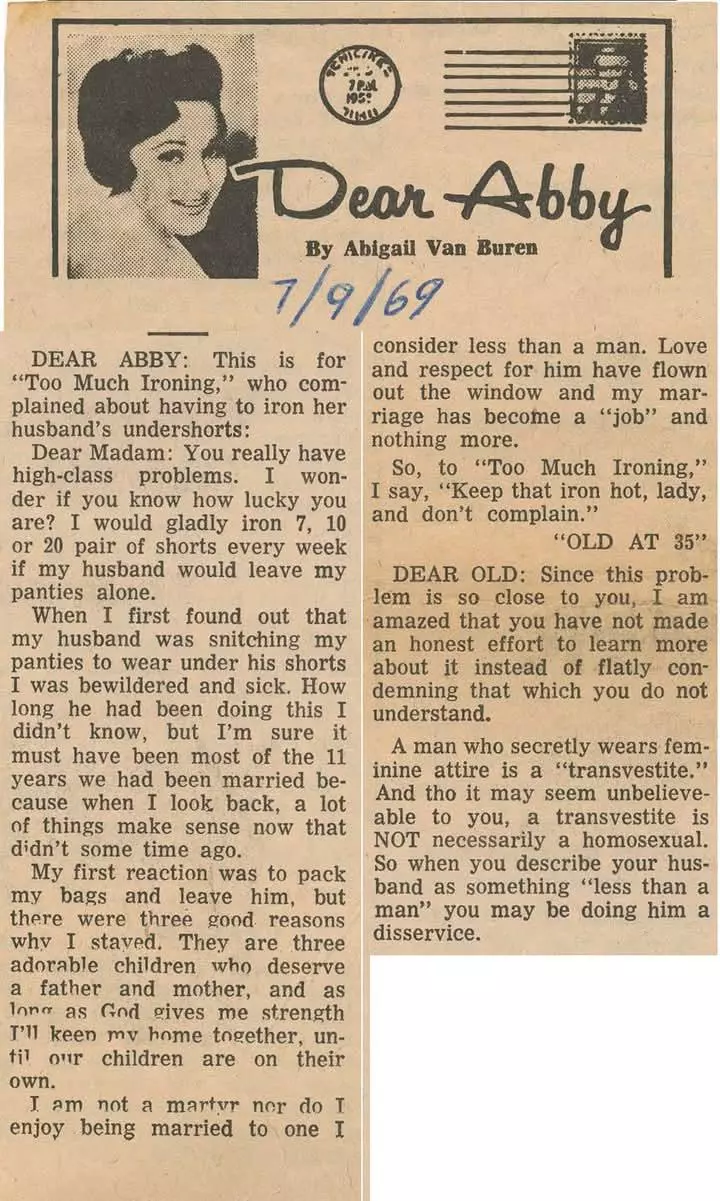 7 P.M.
Dear Abby
By Abigail Van Buren
7/9/69
DEAR ABBY: This is for
“Too Much Ironing,” who com-
plained about having to iron her
husband’s undershorts:
Dear Madam: You really have
high-class problems. I won-
der if you know how lucky you
are? I would gladly iron 7, 10
or 20 pair of shorts every week
if my husband would leave my
panties alone.
When I first found out that
my husband was snitching my
panties to wear under his shorts
I was bewildered and sick. How
long he had been doing this I
didn’t know, but I’m sure it
must have been most of the 11
years we had been married be-
cause when I look back, a lot
of things make sense now that
didn’t some time ago.
My first reaction was to pack
my bags and leave him, but
there were three good reasons
why I stayed. They are three
adorable children who deserve
a father and mother, and as
long as God gives me strength
I’ll keep my home together, un-
til our children are on their
own.
I am not a martyr nor do I
enjoy being married to one I
consider less than a man. Love
and respect for him have flown
out the window and my mar-
riage has become a “job” and
nothing more.
So, to “Too Much Ironing,”
I say, “Keep that iron hot, lady,
and don’t complain.”
“OLD AT 35”
DEAR OLD: Since this prob-
lem is so close to you, I am
amazed that you have not made
an honest effort to learn more
about it instead of flatly con-
demning that which you do not
understand.
A man who secretly wears fem-
inine attire is a “transvestite.”
And tho it may seem unbelieve-
able to you, a transvestite is
NOT necessarily a homosexual.
So when you describe your hus-
band as something “less than a
man” you may be doing him a
disservice.